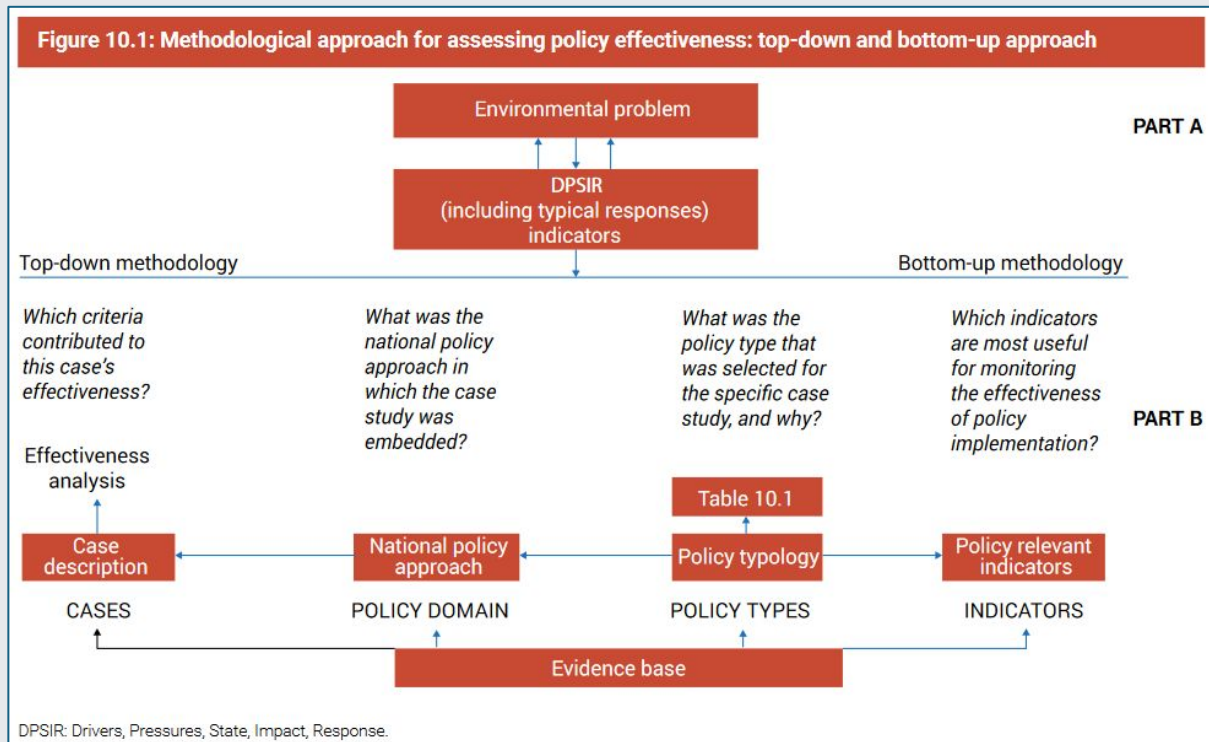 Figure 10.1: Methodological approach for assessing policy effectiveness: top-down and bottom-up approach
Environmental problem
PART A
DPSIR
(including typical responses)
indicators
Top-down methodology
Bottom-up methodology
Which criteria
contributed to
this case's
effectiveness?
What was the
national policy
approach in
which the case
study was
embedded?
What was the
policy type that
was selected for
the specific case
study, and why?
Which indicators
are most useful
for monitoring
the effectiveness
of policy
implementation?
PART B
Effectiveness
analysis
Table 10.1
Case
description
National policy
approach
Policy typology
Policy relevant
indicators
CASES
POLICY DOMAIN
POLICY TYPES
INDICATORS
Evidence base
DPSIR: Drivers, Pressures, State, Impact, Response.